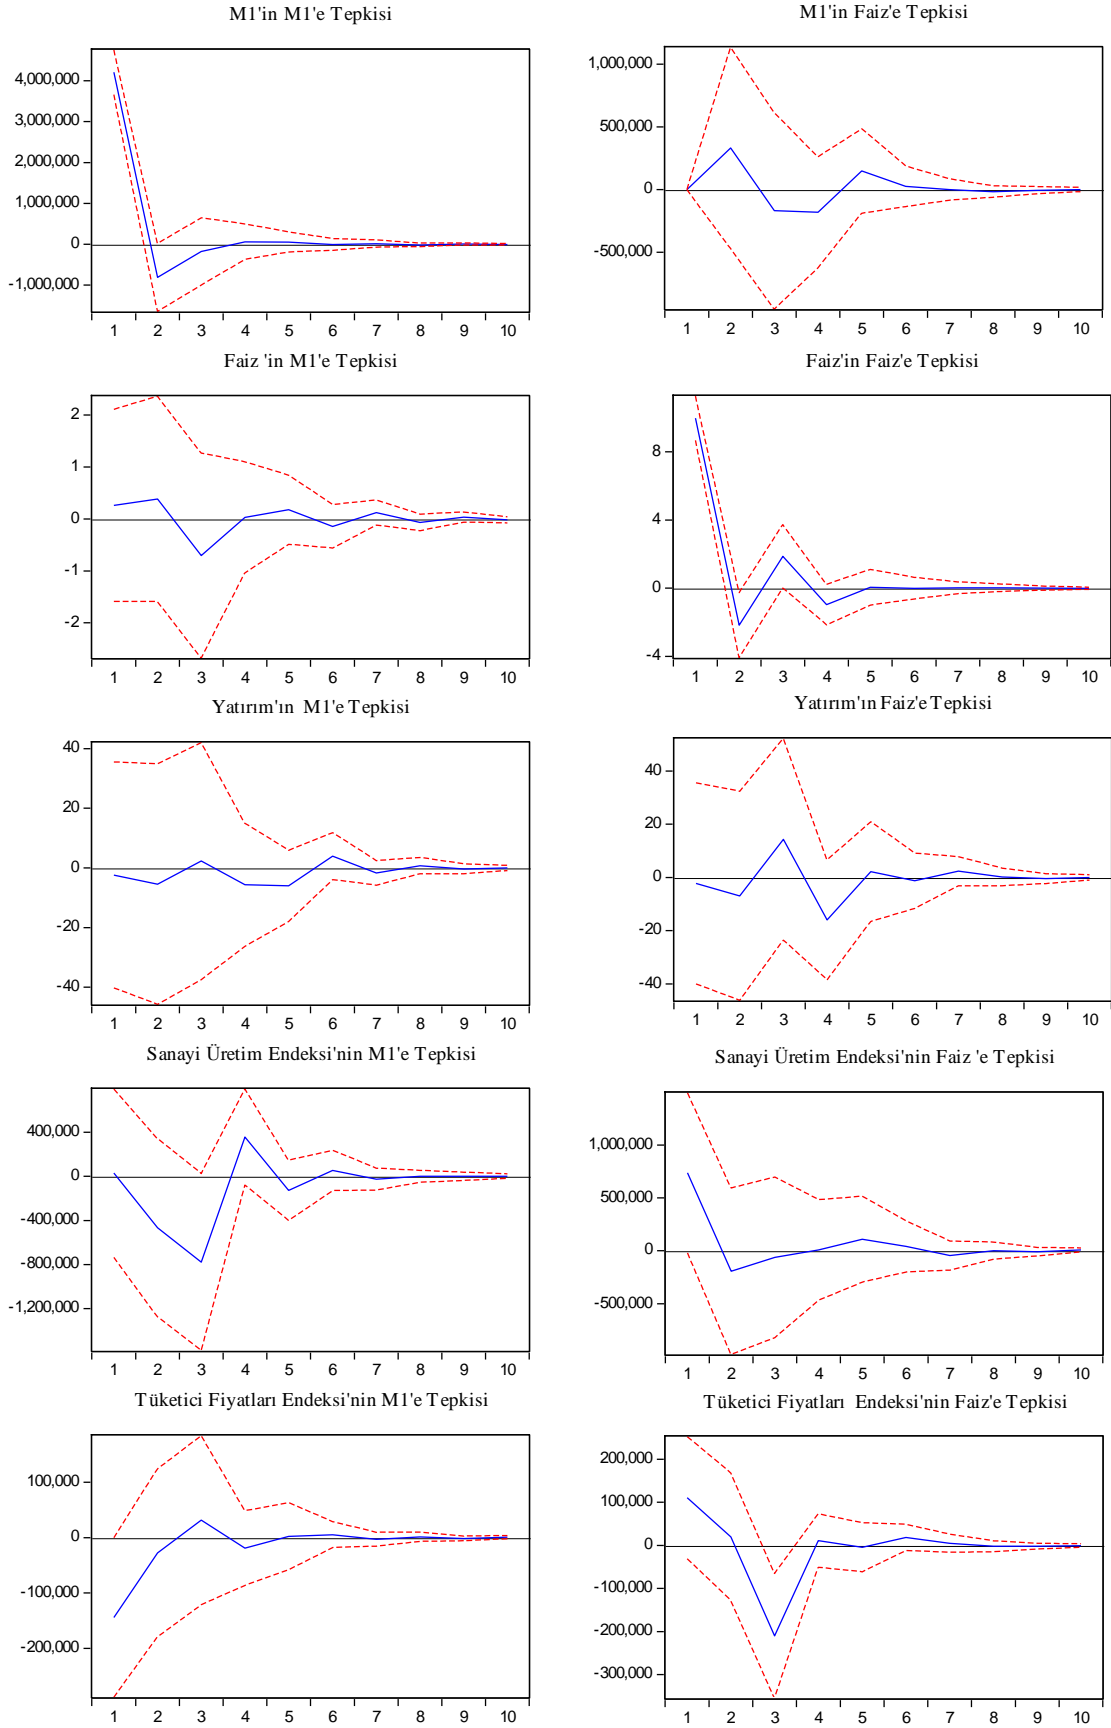 M1'in M1'e Tepkisi
4,000,000
3,000,000
2,000,000
1,000,000
0
-1,000,000
1 2 3 4 5 6 7 8 9 10
M1'in Faiz'e Tepkisi
1,000,000
500,000
0
-500,000
1 2 3 4 5 6 7 8 9 10
Faiz 'in M1'e Tepkisi
2
1
0
-1
-2
1 2 3 4 5 6 7 8 9 10
Faiz'in Faiz'e Tepkisi
8
4
0
-4
1 2 3 4 5 6 7 8 9 10
Yatırım'ın M1'e Tepkisi
40
20
0
-20
-40
1 2 3 4 5 6 7 8 9 10
Yatırım'ın Faiz'e Tepkisi
40
20
0
-20
-40
1 2 3 4 5 6 7 8 9 10
Sanayi Üretim Endeksi'nin M1'e Tepkisi
400,000
0
-400,000
-800,000
-1,200,000
1 2 3 4 5 6 7 8 9 10
Sanayi Üretim Endeksi'nin Faiz 'e Tepkisi
1,000,000
500,000
0
-500,000
1 2 3 4 5 6 7 8 9 10
Tüketici Fiyatları Endeksi'nin M1'e Tepkisi
100,000
0
-100,000
-200,000
1 2 3 4 5 6 7 8 9 10
Tüketici Fiyatları Endeksi'nin Faiz'e Tepkisi
200,000
100,000
0
-100,000
-200,000
-300,000
1 2 3 4 5 6 7 8 9 10